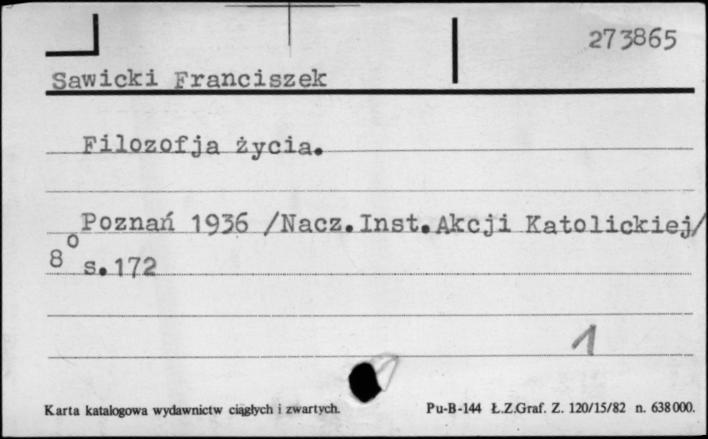 273865
Sawicki Franciszek
Filozofja życia.
Poznań 1936 /Nacz.Inst.Akcji Katolickiej/
8o s.172
1
Karta katalogowa wydawnictw ciągłych i zwartych. Pu-B-144 Ł.Z.Graf. Z. 120/15/82 n. 638000.